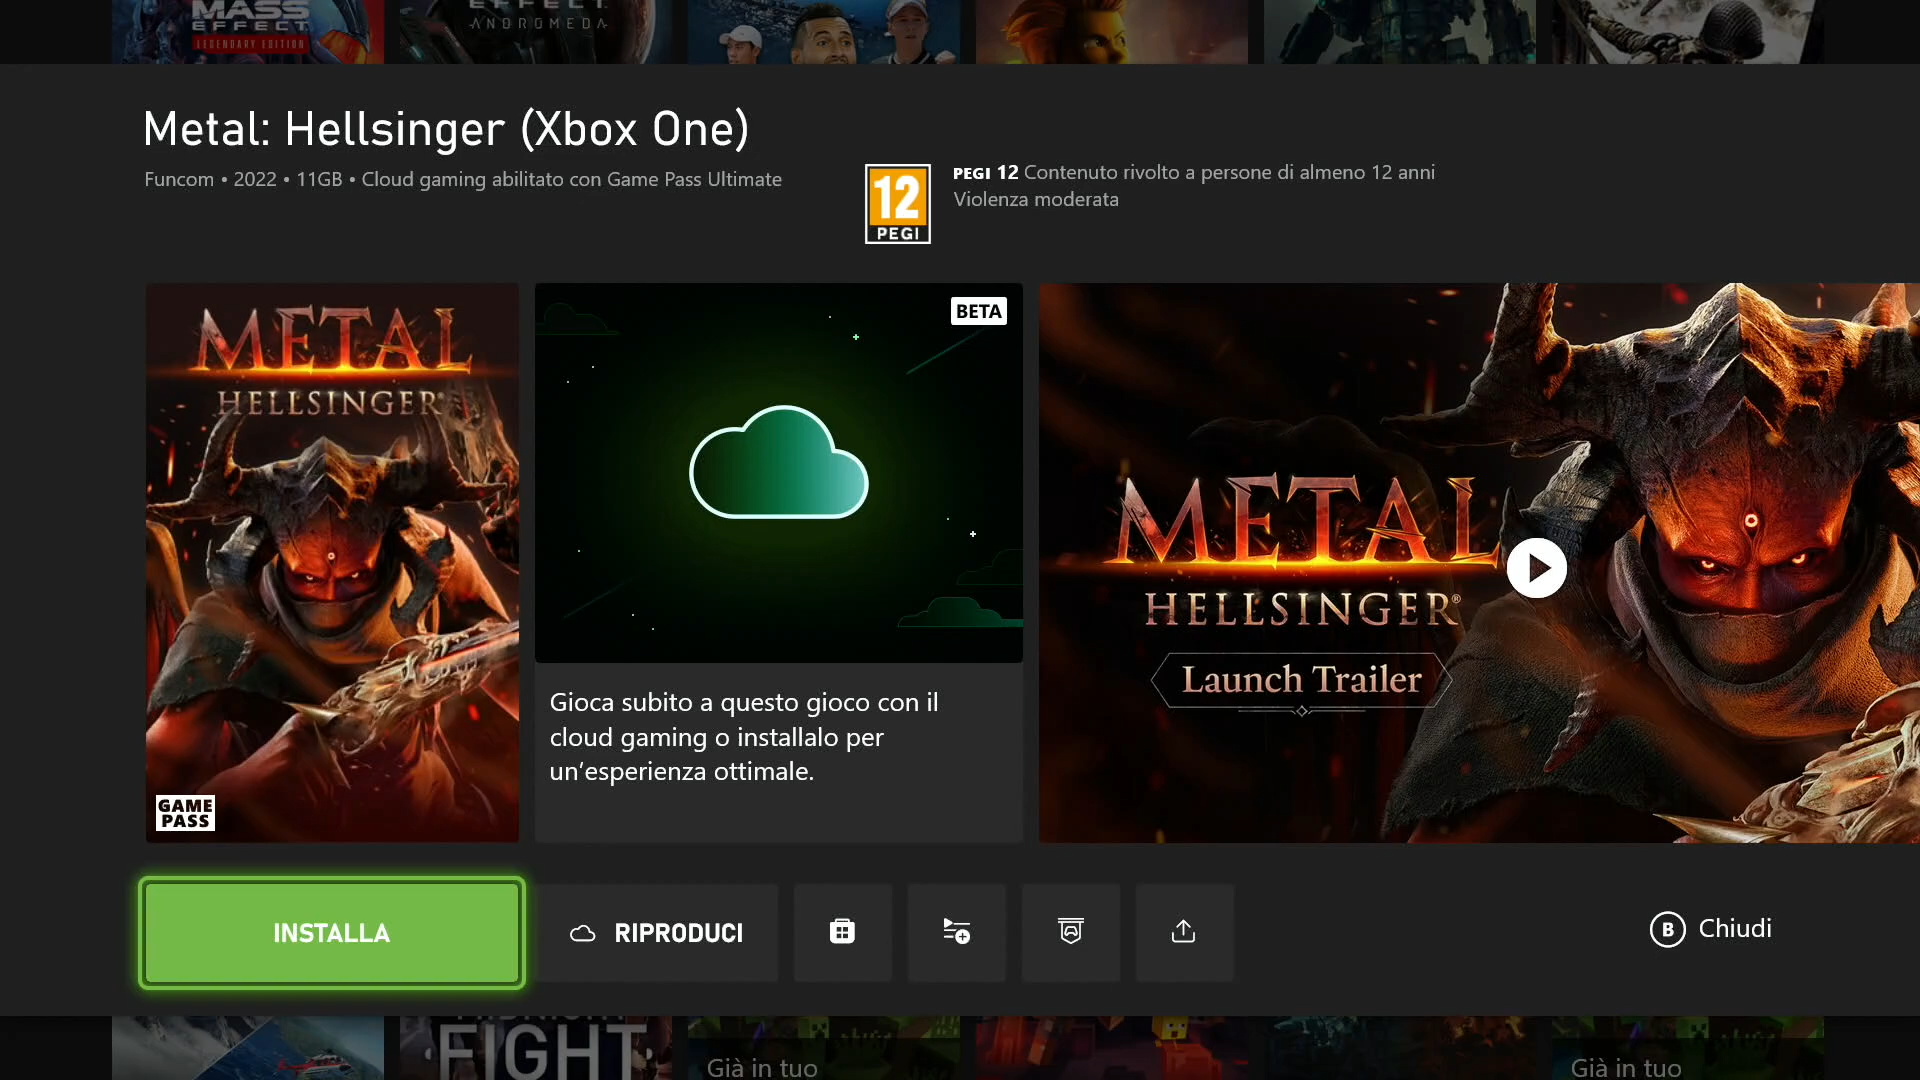 MASS
EFFECT
LEGENDARY EDITION
EFFECT
ANDROMEDA
Metal: Hellsinger (Xbox One)
Funcom • 2022 • 11GB • Cloud gaming abilitato con Game Pass Ultimate
12
PEGI
PEGI 12 Contenuto rivolto a persone di almeno 12 anni
Violenza moderata
METAL
HELLSINGER
GAME
PASS
BETA
Gioca subito a questo gioco con il
cloud gaming o installalo per
un’esperienza ottimale.
METAL
HELLSINGER®
Launch Trailer
INSTALLA
RIPRODUCI
B Chiudi
FIGHT
Già in tuo
Già in tuo